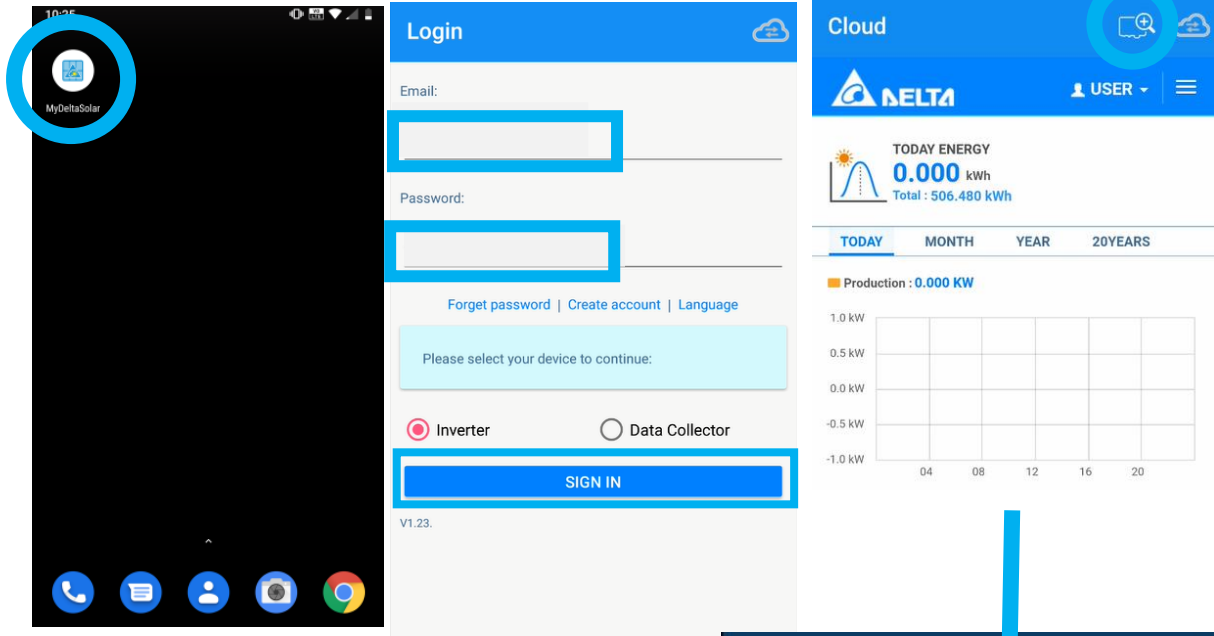 10:25
MyDeltaSolar
Login
Email:
Password:
Forget password | Create account | Language
Please select your device to continue:
Inverter
Data Collector
SIGN IN
V1.23.
Cloud
DELTA
USER
TODAY ENERGY
0.000 kWh
Total : 506.480 kWh
TODAY MONTH YEAR 20YEARS
Production : 0.000 KW
1.0 kW
0.5 kW
0.0 kW
-0.5 kW
-1.0 kW
04 08 12 16 20